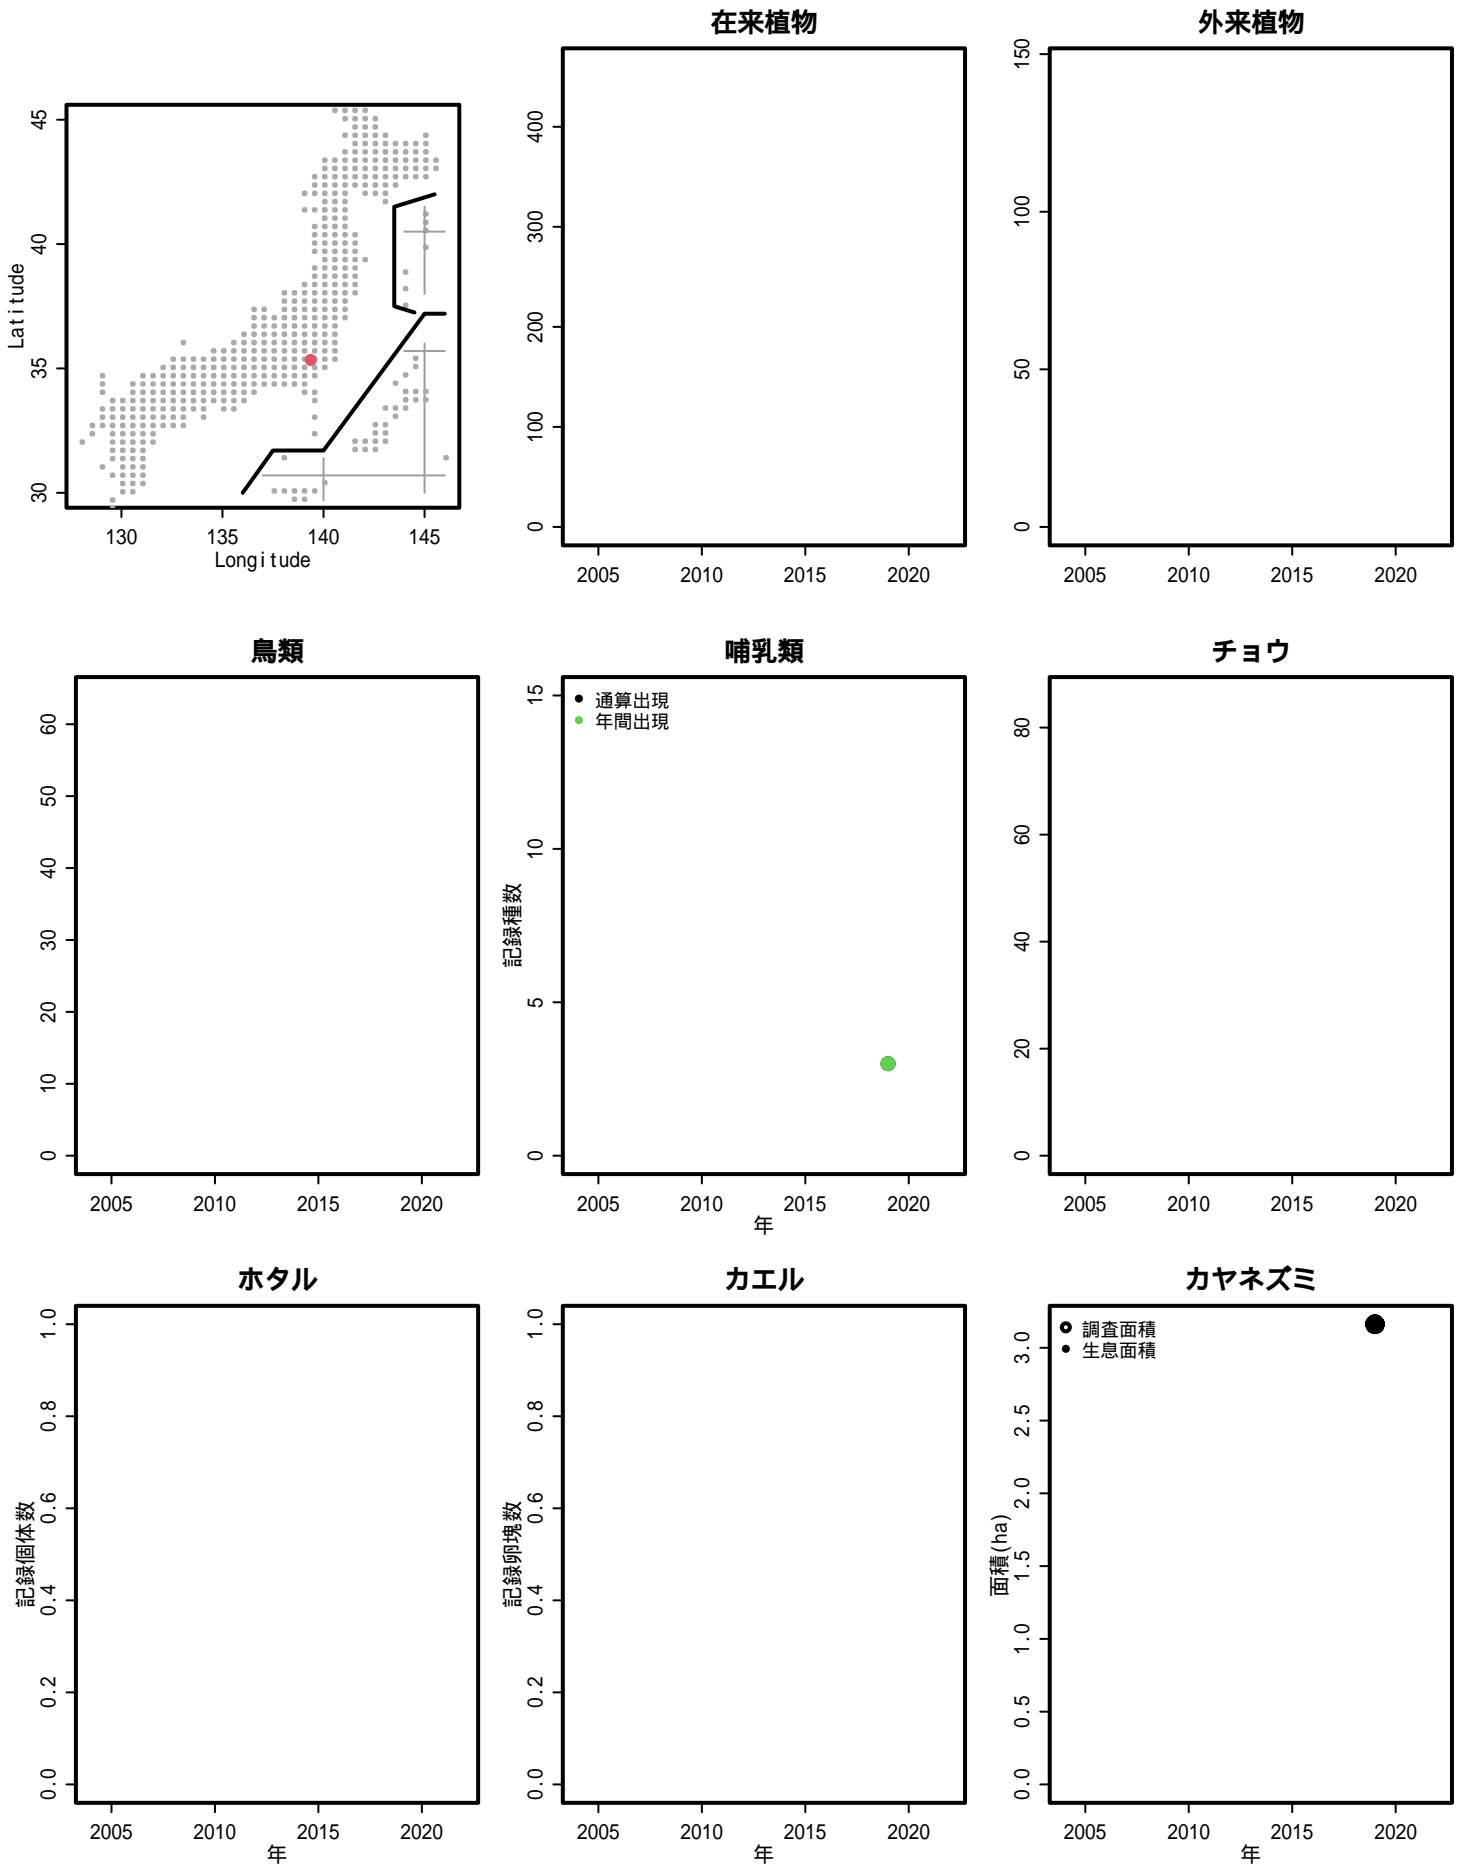 在来植物
0
100
200
300
400
2005 2010 2015 2020
外来植物
0
50
100
150
2005 2010 2015 2020
Latitude
30
35
40
45
130 135 140 145
Longitude
鳥類
0
10
20
30
40
50
60
2005 2010 2015 2020
哺乳類
通算出現
年間出現
記録種数
0
5
10
15
2005 2010 2015 2020
年
チョウ
0
20
40
60
80
2005 2010 2015 2020
ホタル
記録個体数
0.0
0.2
0.4
0.6
0.8
1.0
2005 2010 2015 2020
年
カエル
記録卵塊数
0.0
0.2
0.4
0.6
0.8
1.0
2005 2010 2015 2020
年
カヤネズミ
調査面積
生息面積
面積(ha)
0.0
0.5
1.0
1.5
2.0
2.5
3.0
2005 2010 2015 2020
年